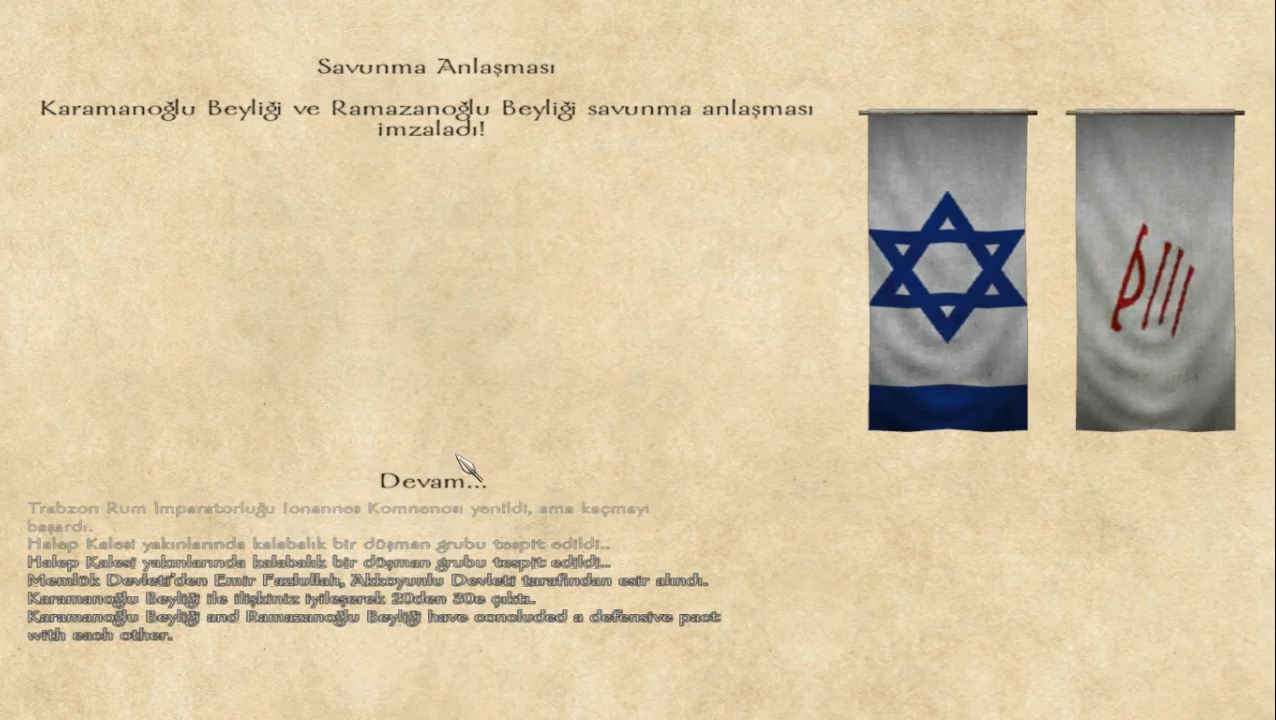 Savunma Anlaşması
Karamanoğlu Beyliği ve Ramazanoğlu Beyliği savunma anlaşması
imzaladı!
Devam...
Trabzon Rum İmparatorluğu Ionannes Komnenosı yenildi, ama kaçmayı
başardı.
Halep Kalesi yakınlarında kalabalık bir düşman grubu tespit edildi..
Halep Kalesi yakınlarında kalabalık bir düşman grubu tespit edildi..
Memlük Devleti'den Emir Fazlullah, Akkoyunlu Devleti tarafından esir alındı.
Karamanoğlu Beyliği ile ilişkiniz iyileşerek 20den 30e çıktı.
Karamanoğlu Beyliği and Ramazanoğlu Beyliği have concluded a defensive pact
with each other.